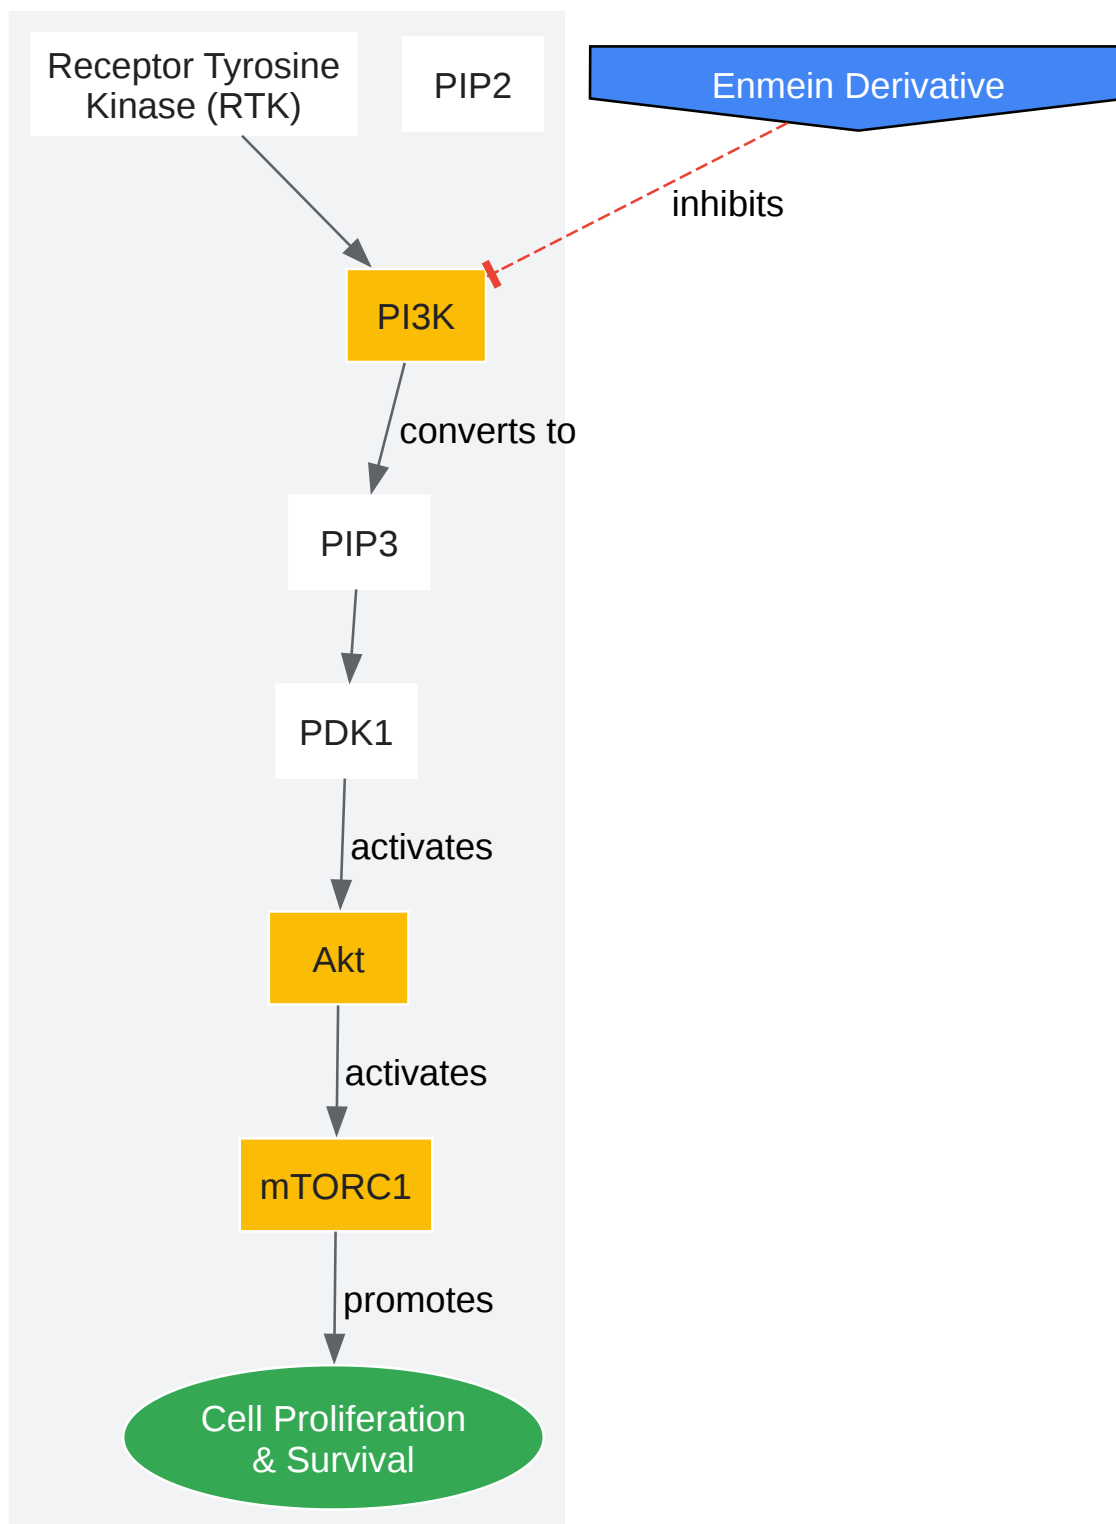 Receptor Tyrosine
Kinase (RTK)
PIP2
Enmein Derivative
inhibits
PI3K
converts to
PIP3
PDK1
activates
Akt
activates
mTORC1
promotes
Cell Proliferation
& Survival